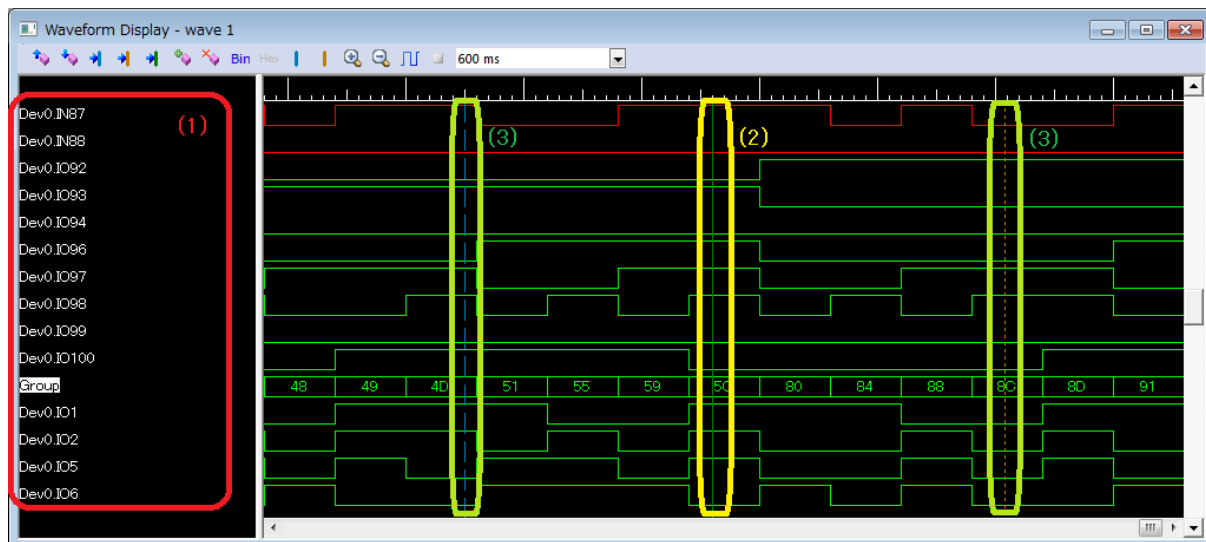 Waveform Display - wave 1
Bin Hex 600 ms
Dev0.IN87
(1)
Dev0.IN88
(3) (2) (3)
Dev0.IO92
Dev0.IO93
Dev0.IO94
Dev0.IO96
Dev0.IO97
Dev0.IO98
Dev0.IO99
Dev0.IO100
Group 48 49 4D 51 55 59 5C 80 84 88 8C 8D 91
Dev0.IO1
Dev0.IO2
Dev0.IO5
Dev0.IO6